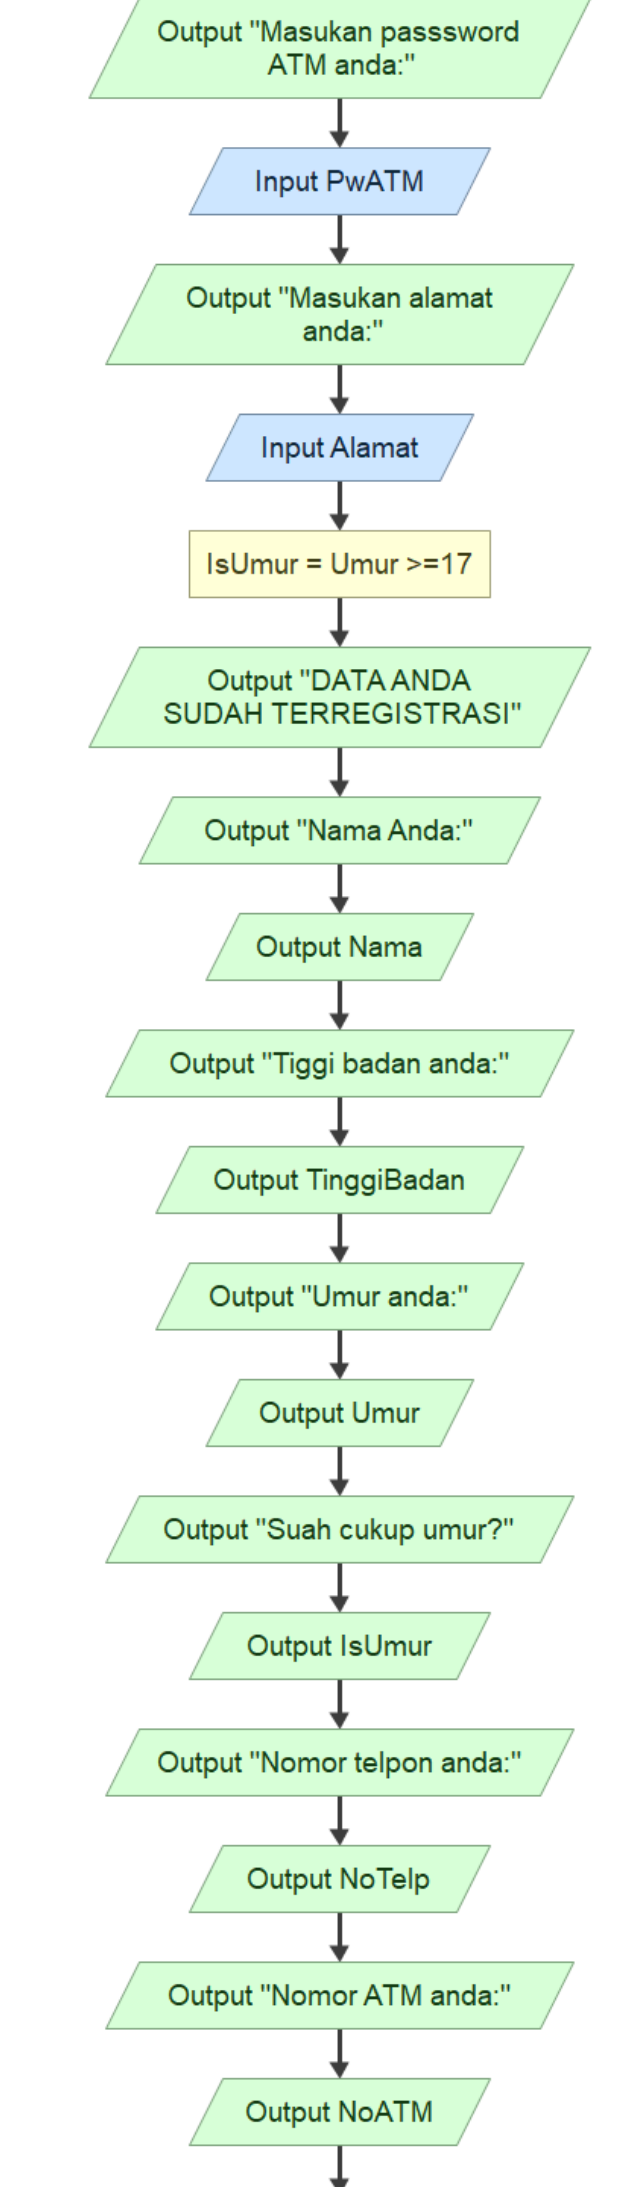 Output "Masukan passsword
ATM anda:"
Input PwATM
Output "Masukan alamat
anda:"
Input Alamat
IsUmur = Umur >=17
Output "DATA ANDA
SUDAH TERREGISTRASI"
Output "Nama Anda:"
Output Nama
Output "Tiggi badan anda:"
Output TinggiBadan
Output "Umur anda:"
Output Umur
Output "Suah cukup umur?"
Output IsUmur
Output "Nomor telpon anda:"
Output NoTelp
Output "Nomor ATM anda:"
Output NoATM